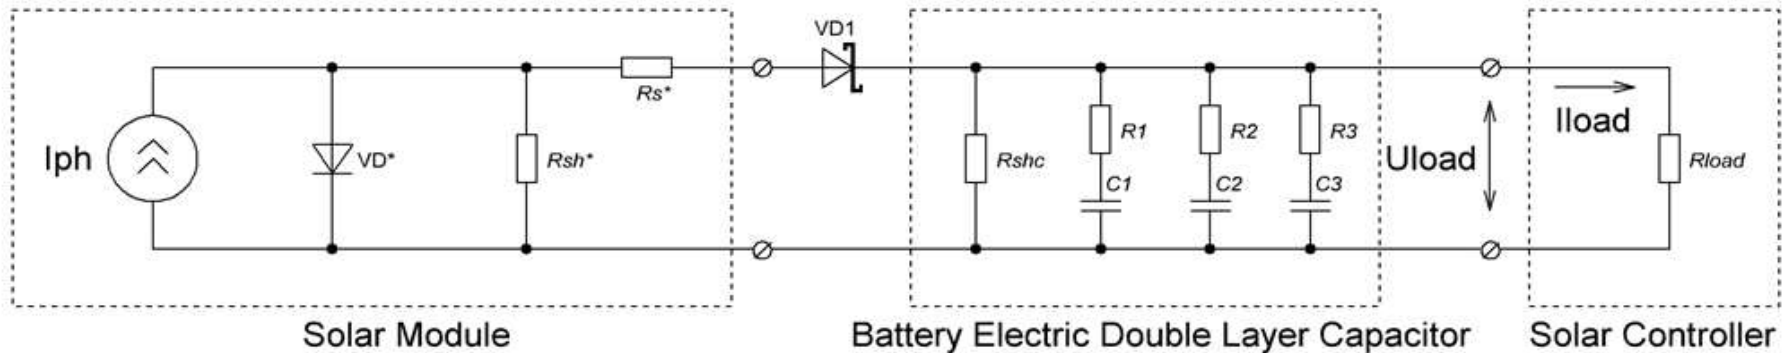 VD1
Rs*
Iph
VD*
Rsh*
Rshc
R1
R2
R3
C1
C2
C3
Uload
Iload
Rload
Solar Module
Battery Electric Double Layer Capacitor
Solar Controller